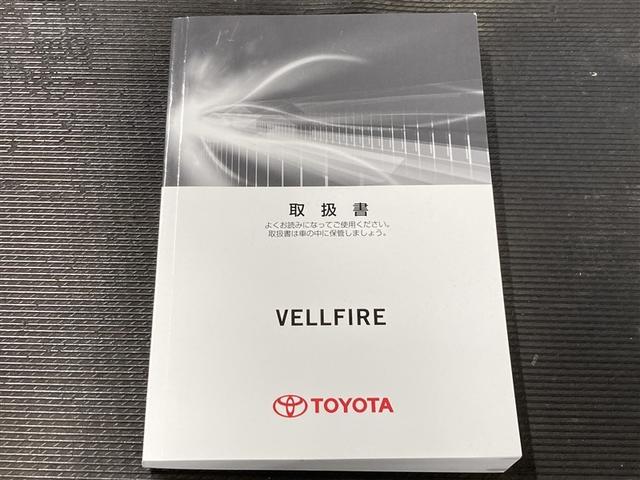 取扱書
よくお読みになってご使用ください。
取扱書は車の中に保管しましょう。
VELLFIRE
TOYOTA